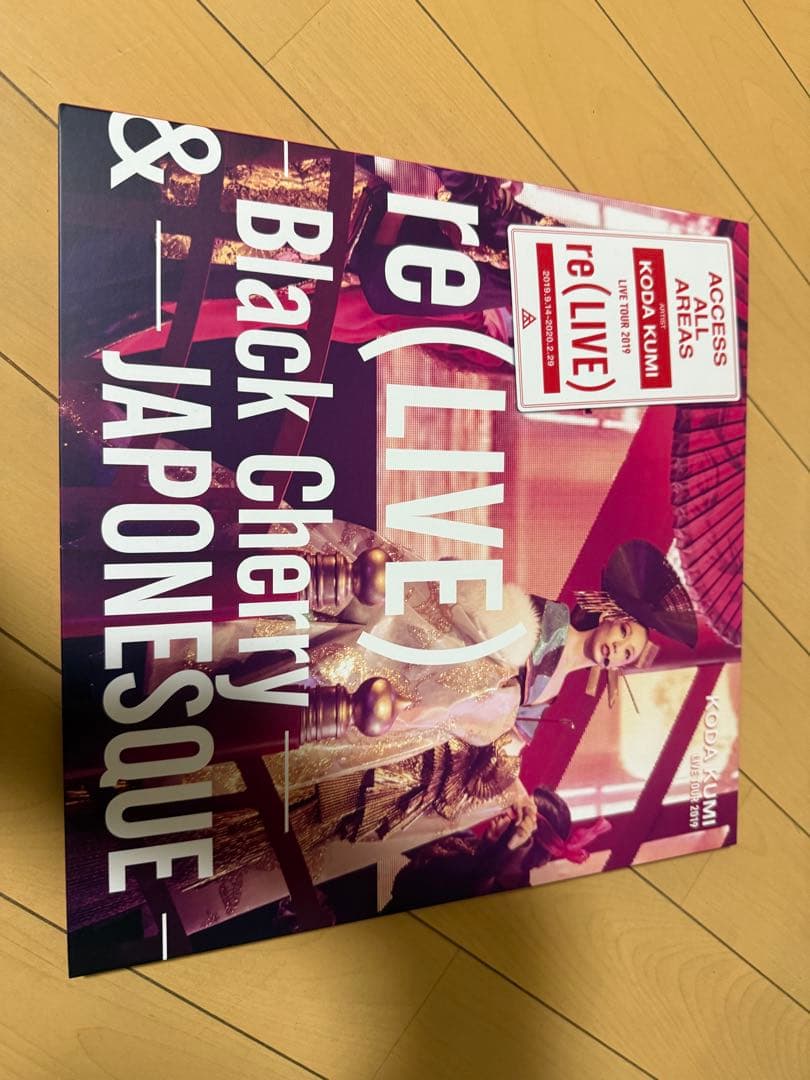 ACCESS
ALL
AREAS
ARTIST
KODA KUMI
LIVE TOUR 2019
re(LIVE)
2019.9.14-2020.2.29
KODA KUMI
LIVE TOUR 2019
re(LIVE)
Black Cherry
&
JAPONESQUE